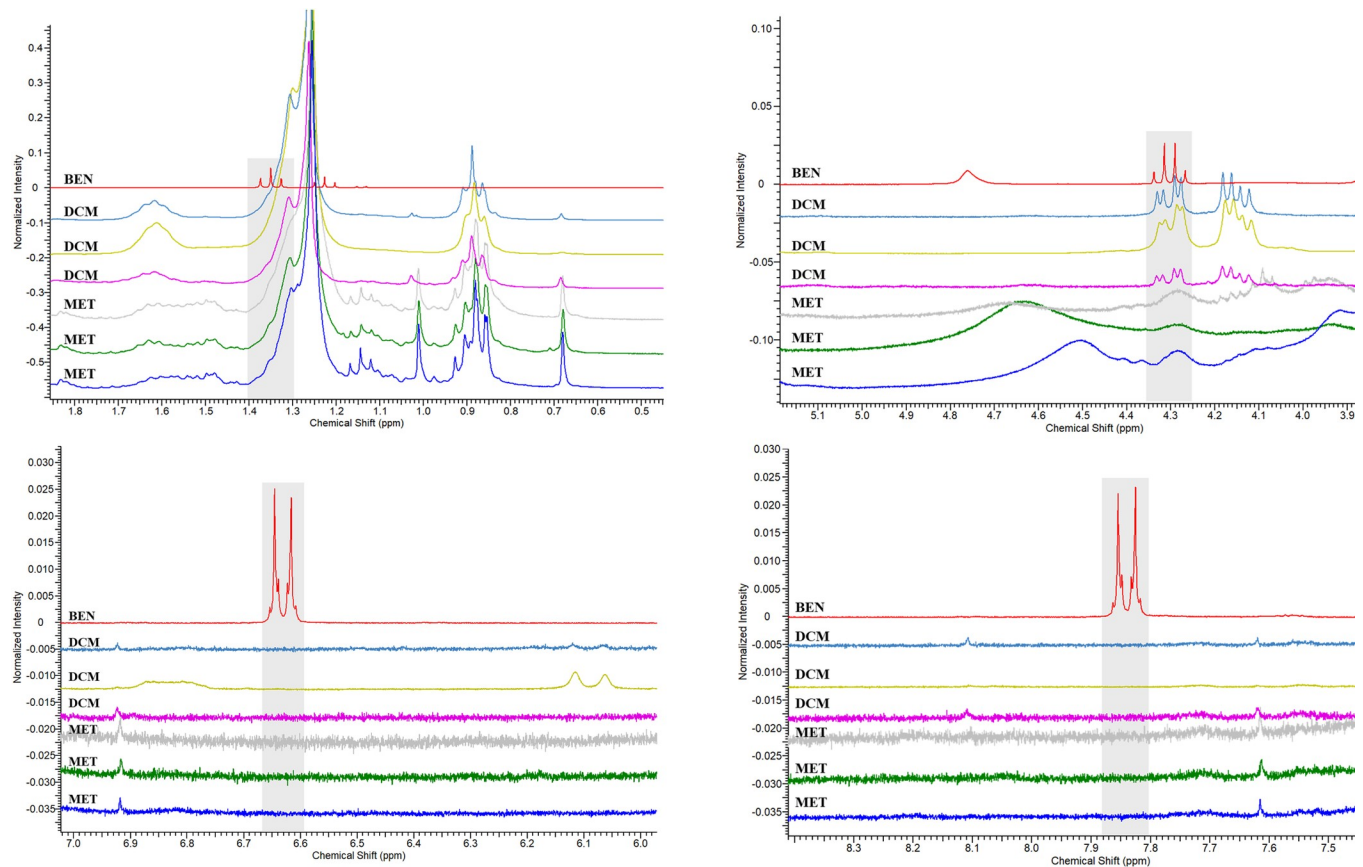 Normalized Intensity
0.4
0.3
0.2
0.1
0
-0.1
-0.2
-0.3
-0.4
-0.5
BEN
DCM
DCM
DCM
MET
MET
MET
1.8 1.7 1.6 1.5 1.4 1.3 1.2 1.1 1.0 0.9 0.8 0.7 0.6 0.5
Chemical Shift (ppm)
Normalized Intensity
0.10
0.05
0
-0.05
-0.10
BEN
DCM
DCM
DCM
MET
MET
MET
5.1 5.0 4.9 4.8 4.7 4.6 4.5 4.4 4.3 4.2 4.1 4.0 3.9
Chemical Shift (ppm)
Normalized Intensity
0.030
0.025
0.020
0.015
0.010
0.005
0
-0.005
-0.010
-0.015
-0.020
-0.025
-0.030
-0.035
BEN
DCM
DCM
DCM
MET
MET
MET
7.0 6.9 6.8 6.7 6.6 6.5 6.4 6.3 6.2 6.1 6.0
Chemical Shift (ppm)
Normalized Intensity
0.030
0.025
0.020
0.015
0.010
0.005
0
-0.005
-0.010
-0.015
-0.020
-0.025
-0.030
-0.035
BEN
DCM
DCM
DCM
MET
MET
MET
8.3 8.2 8.1 8.0 7.9 7.8 7.7 7.6 7.5
Chemical Shift (ppm)